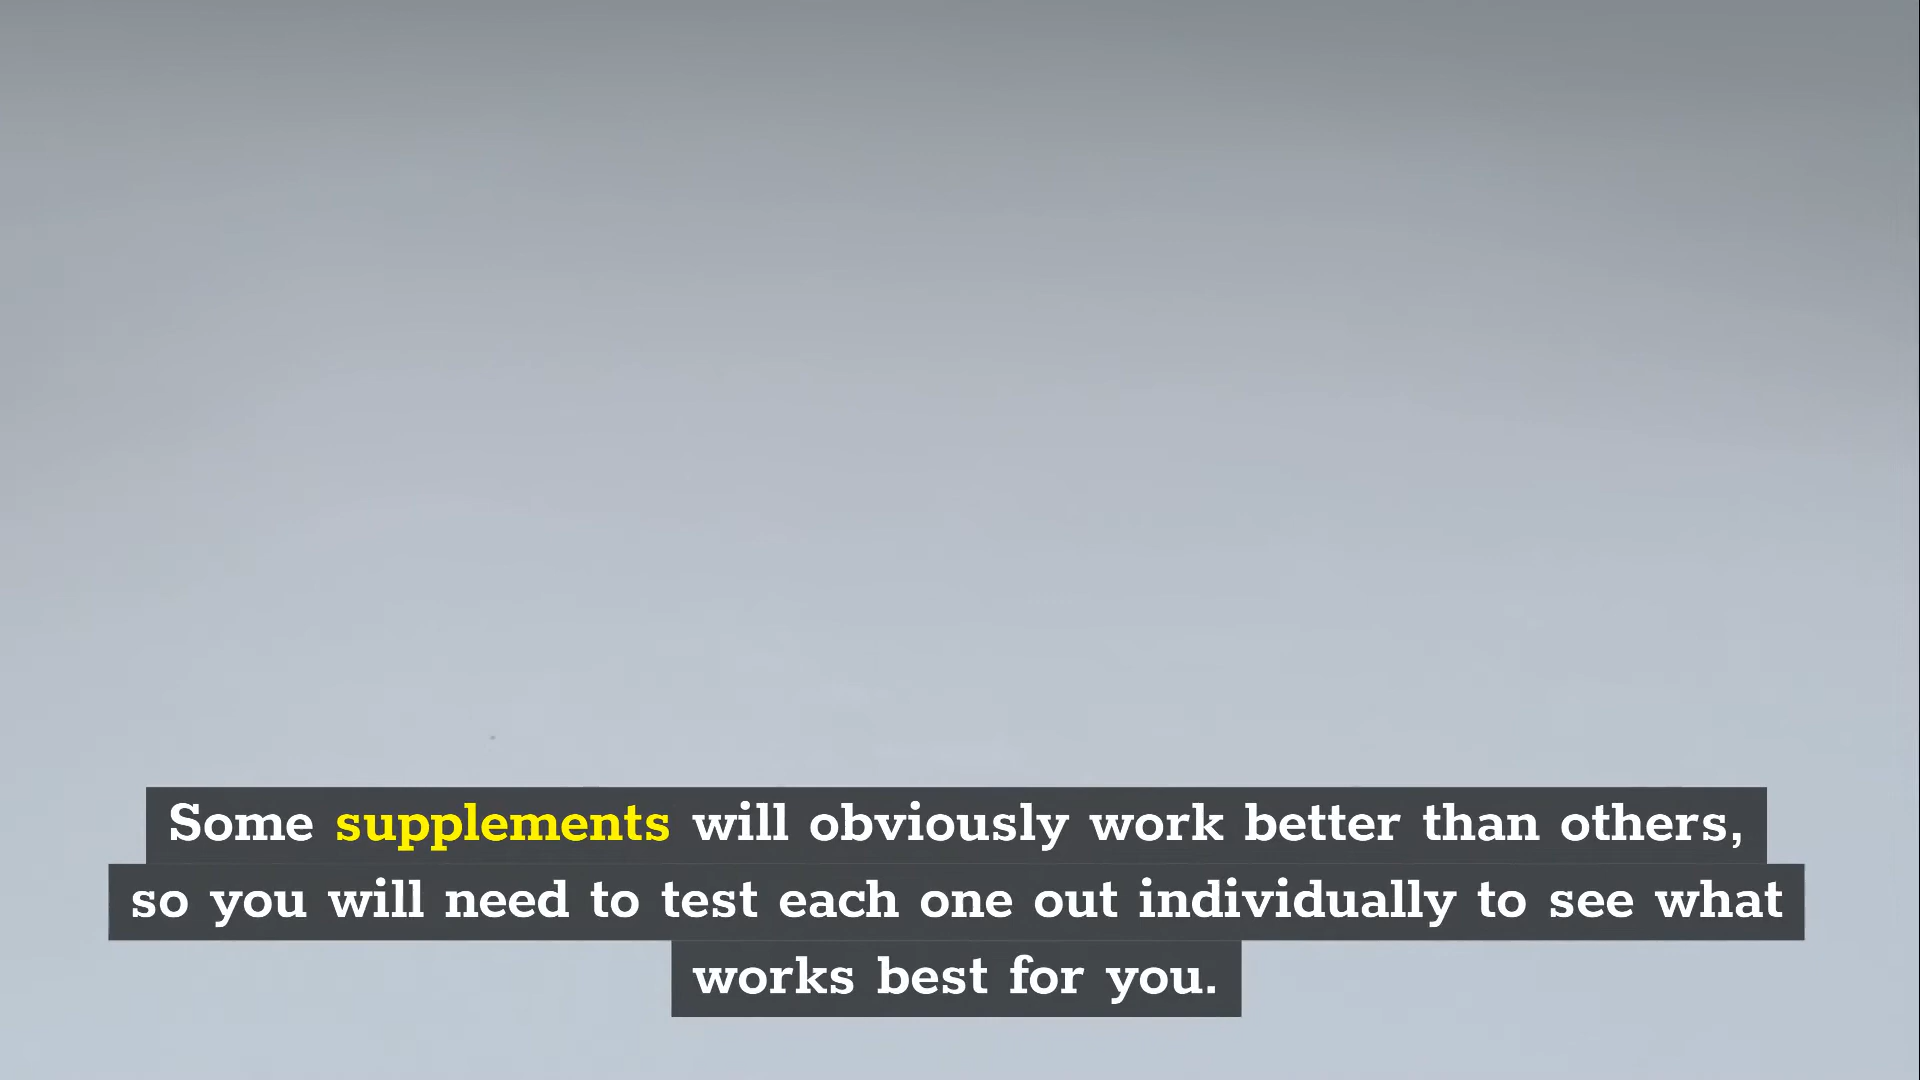 Some supplements will obviously work better than others,
so you will need to test each one out individually to see what
works best for you.